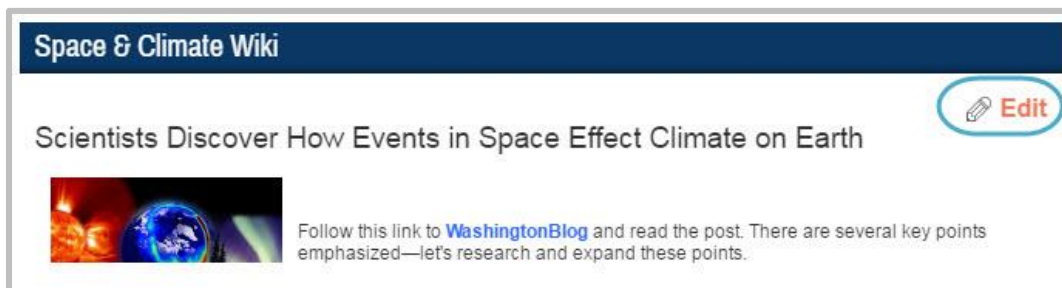 Space & Climate Wiki
Edit
Scientists Discover How Events in Space Effect Climate on Earth
Follow this link to WashingtonBlog and read the post. There are several key points
emphasized—let's research and expand these points.